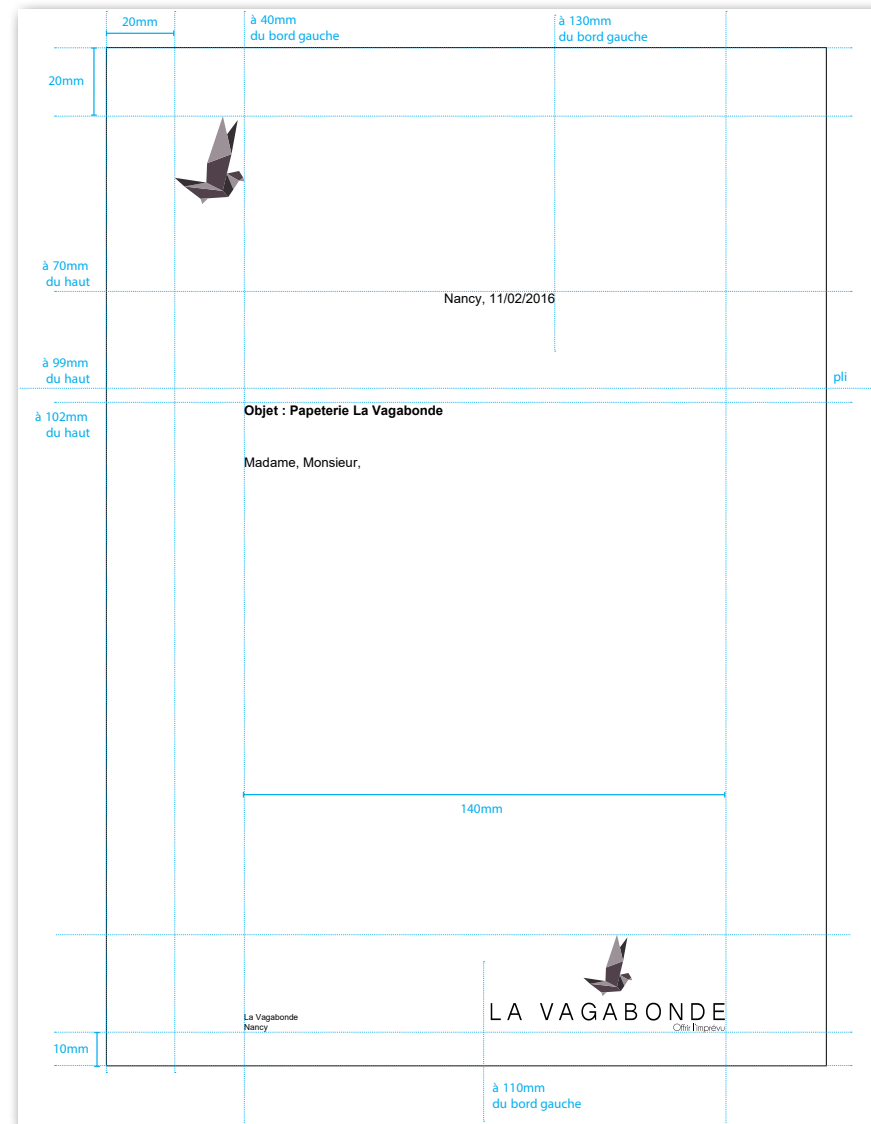 20mm
à 40mm
du bord gauche
à 130mm
du bord gauche
20mm
à 70mm
du haut
Nancy, 11/02/2016
à 99mm
du haut
pli
à 102mm
du haut
Objet : Papeterie La Vagabonde
Madame, Monsieur,
140mm
LA VAGABONDE
Offrir l'imprévu
La Vagabonde
Nancy
10mm
à 110mm
du bord gauche